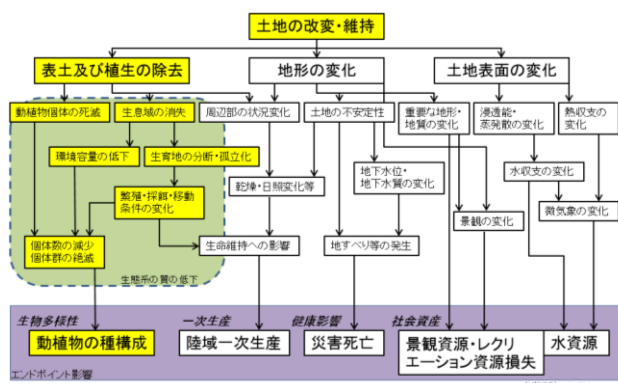 土地の改変・維持
表土及び植生の除去
地形の変化
土地表面の変化
動植物個体の死滅
生息域の消失
周辺部の状況変化
土地の不安定性
重要な地形・
地質の変化
浸透能・
蒸発散の変化
熱収支の
変化
環境容量の低下
生育地の分断・孤立化
地下水位・
地下水質の変化
水収支の変化
乾燥・日照変化等
繁殖・採餌・移動
条件の変化
微気象の変化
景観の変化
個体数の減少
個体群の絶滅
生命維持への影響
地すべり等の発生
生態系の質の低下
生物多様性
一次生産
健康影響
社会資産
動植物の種構成
陸域一次生産
災害死亡
景観資源・レクリ
エーション資源損失
水資源
エンドポイント影響